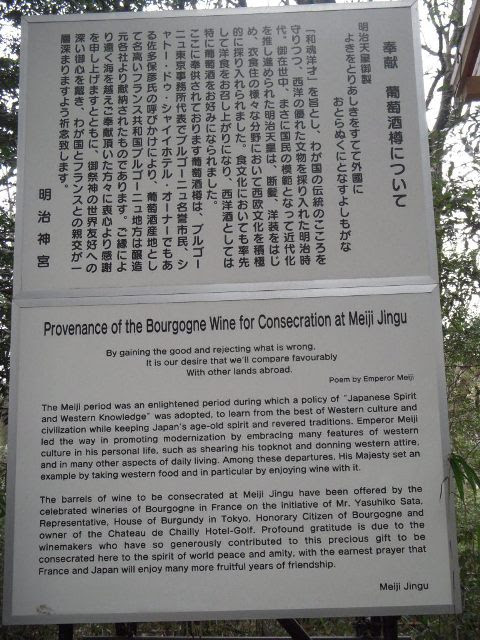 奉献　葡萄酒樽について
明治天皇御製
よきをとりあしきをすてて外國に
おとらぬくにとなすよしもがな
「和魂洋才」を旨とし、わが国の伝統のこころを
守りつつ、西洋の優れた文物を採り入れた明治時
代。御在世中、まさに国民の模範となって近代化
を推し進められた明治天皇は、断髪、洋装をはじ
め、衣食住の様々な分野において西欧文化を積極
的に採り入れられました。食文化においても率先
して洋食をお召し上がりになり、西洋酒としては
特に葡萄酒をお好みになられました。
ここに奉献されております葡萄酒樽は、ブルゴー
ニュ東京事務所代表でブルゴーニュ名誉市民、シ
ャトー・ドゥ・シャイイホテル・オーナーでもあ
る佐多保彦氏の呼びかけにより、葡萄酒産地とし
て名高いフランス共和国ブルゴーニュ地方は醸造
元各社より献納されたものであります。ご縁によ
り遠く海を越えご奉献頂いた方々に衷心より感謝
を申し上げますとともに、御祭神の世界友好への
深い御心を戴き、わが国とフランスとの親交が一
層深まりますよう祈念致します。
明治神宮
Provenance of the Bourgogne Wine for Consecration at Meiji Jingu
By gaining the good and rejecting what is wrong,
It is our desire that we'll compare favourably
With other lands abroad.
Poem by Emperor Meiji
The Meiji period was an enlightened period during which a policy of "Japanese Spirit
and Western Knowledge" was adopted, to learn from the best of Western culture and
civilization while keeping Japan's age-old spirit and revered traditions. Emperor Meiji
led the way in promoting modernization by embracing many features of western
culture in his personal life, such as shearing his topknot and donning western attire,
and in many other aspects of daily living. Among these departures, His Majesty set an
example by taking western food and in particular by enjoying wine with it.
The barrels of wine to be consecrated at Meiji Jingu have been offered by the
celebrated wineries of Bourgogne in France on the initiative of Mr. Yasuhiko Sata,
Representative, House of Burgundy in Tokyo, Honorary Citizen of Bourgogne and
owner of the Chateau de Chailly Hotel-Golf. Profound gratitude is due to the
winemakers who have so generously contributed to this precious gift to be
consecrated here to the spirit of world peace and amity, with the earnest prayer that
France and Japan will enjoy many more fruitful years of friendship.
Meiji Jingu